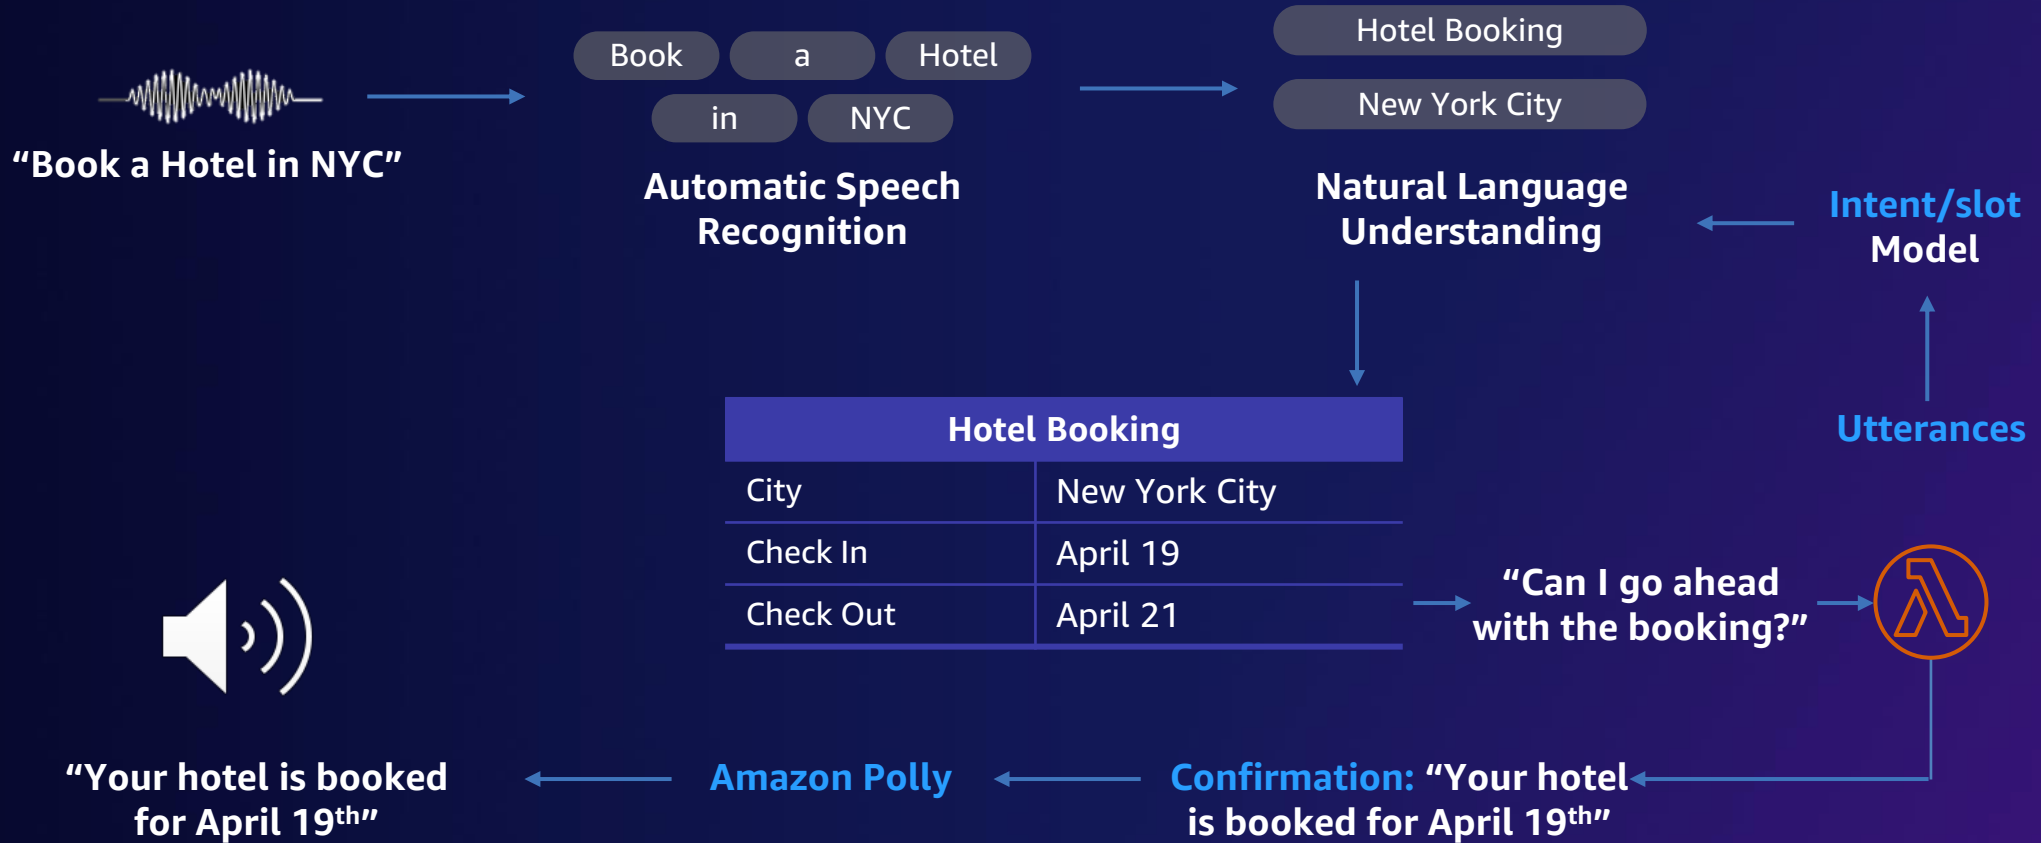 “Book a Hotel in NYC”
Book a Hotel
in NYC
Automatic Speech
Recognition
Hotel Booking
New York City
Natural Language
Understanding
Intent/slot
Model
Utterances
Hotel Booking
City New York City
Check In April 19
Check Out April 21
“Can I go ahead
with the booking?”
Confirmation: “Your hotel
is booked for April 19th”
Amazon Polly
“Your hotel is booked
for April 19th”